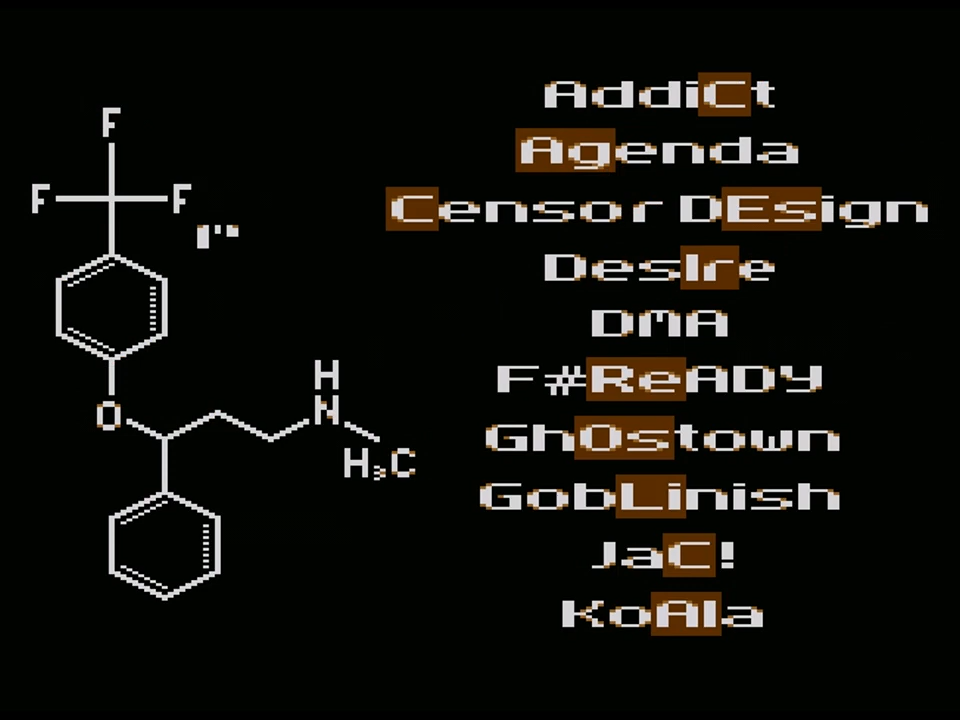 F
F F
O
H
N
H₃C
AddiCt
Agenda
Censor DEsign
DesIre
DMA
F#ReADY
GhOstown
GobLinish
JaC!
KoAla